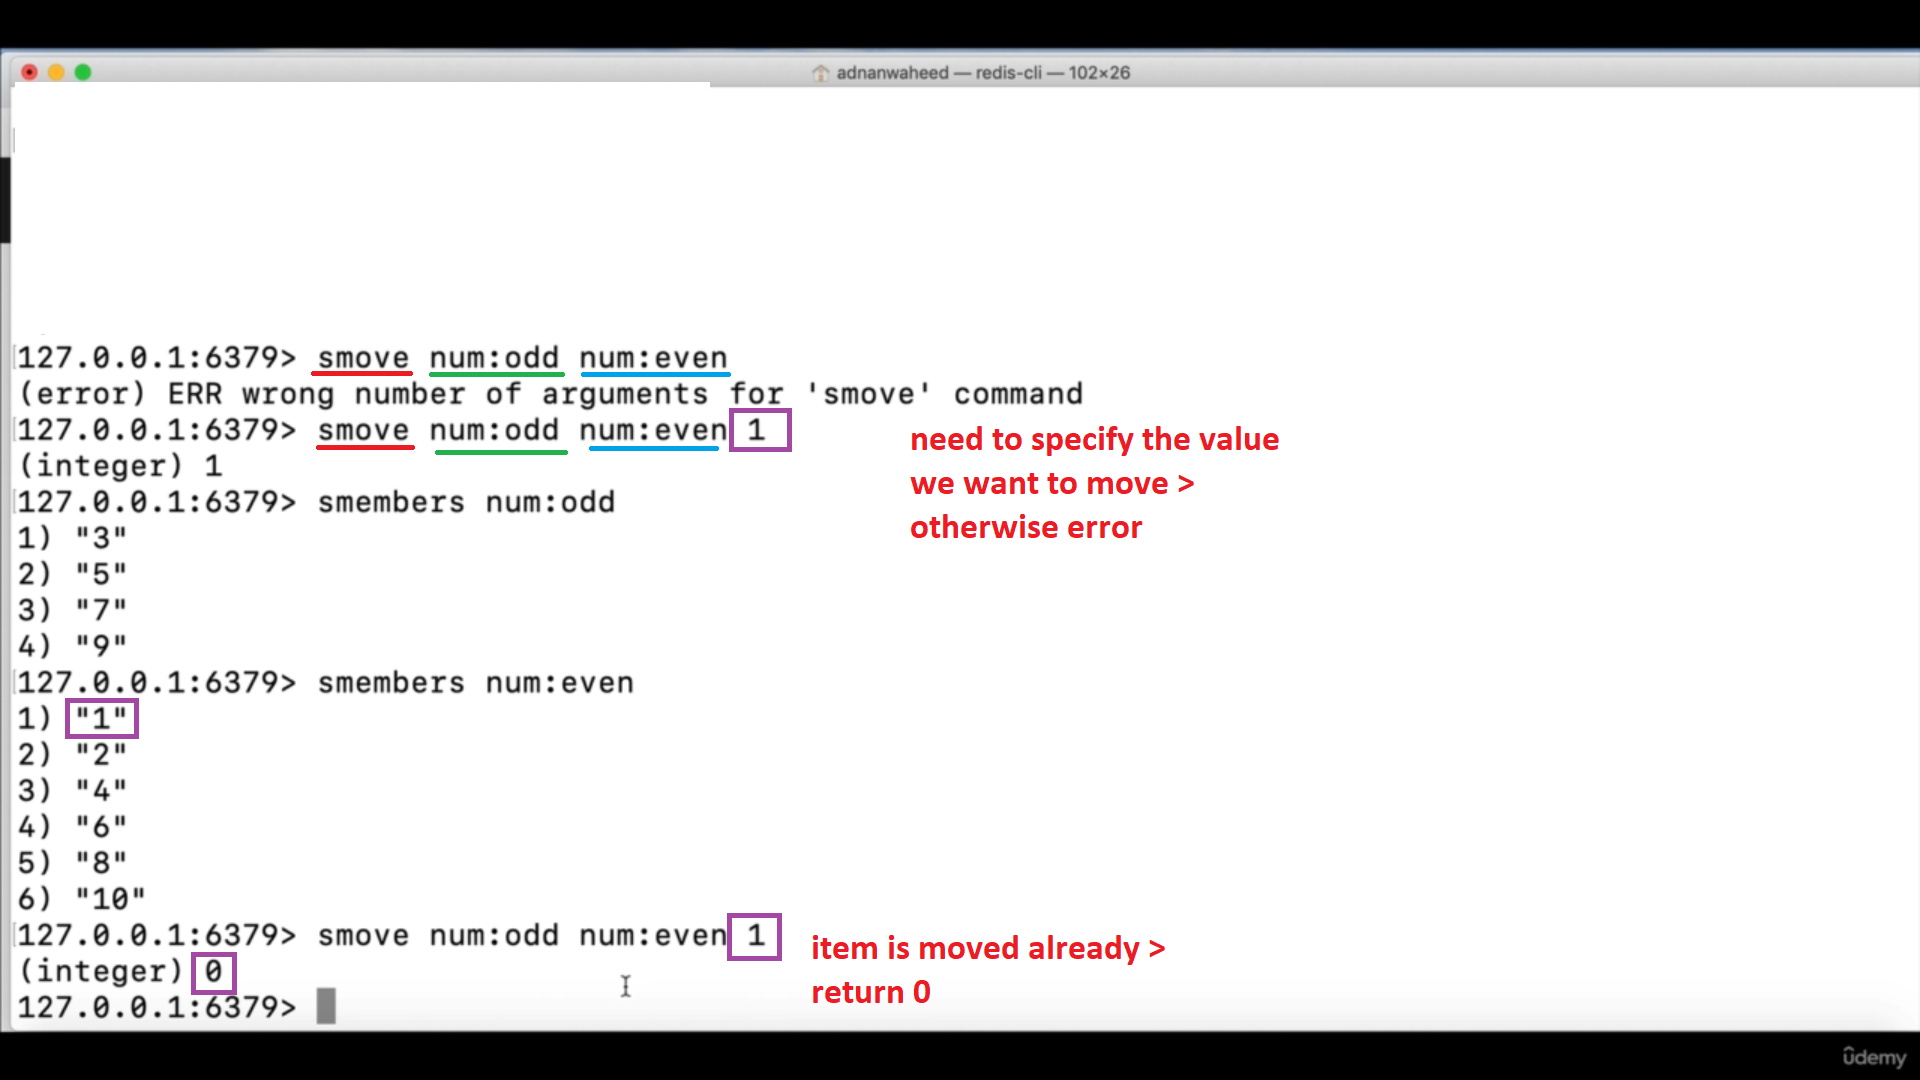 adnanwaheed — redis-cli — 102×26
127.0.0.1:6379> smove num:odd num:even
(error) ERR wrong number of arguments for 'smove' command
127.0.0.1:6379> smove num:odd num:even 1
(integer) 1
127.0.0.1:6379> smembers num:odd
1) "3"
2) "5"
3) "7"
4) "9"
127.0.0.1:6379> smembers num:even
1) "1"
2) "2"
3) "4"
4) "6"
5) "8"
6) "10"
127.0.0.1:6379> smove num:odd num:even 1
(integer) 0
127.0.0.1:6379>
need to specify the value
we want to move >
otherwise error
item is moved already >
return 0
ûdemy